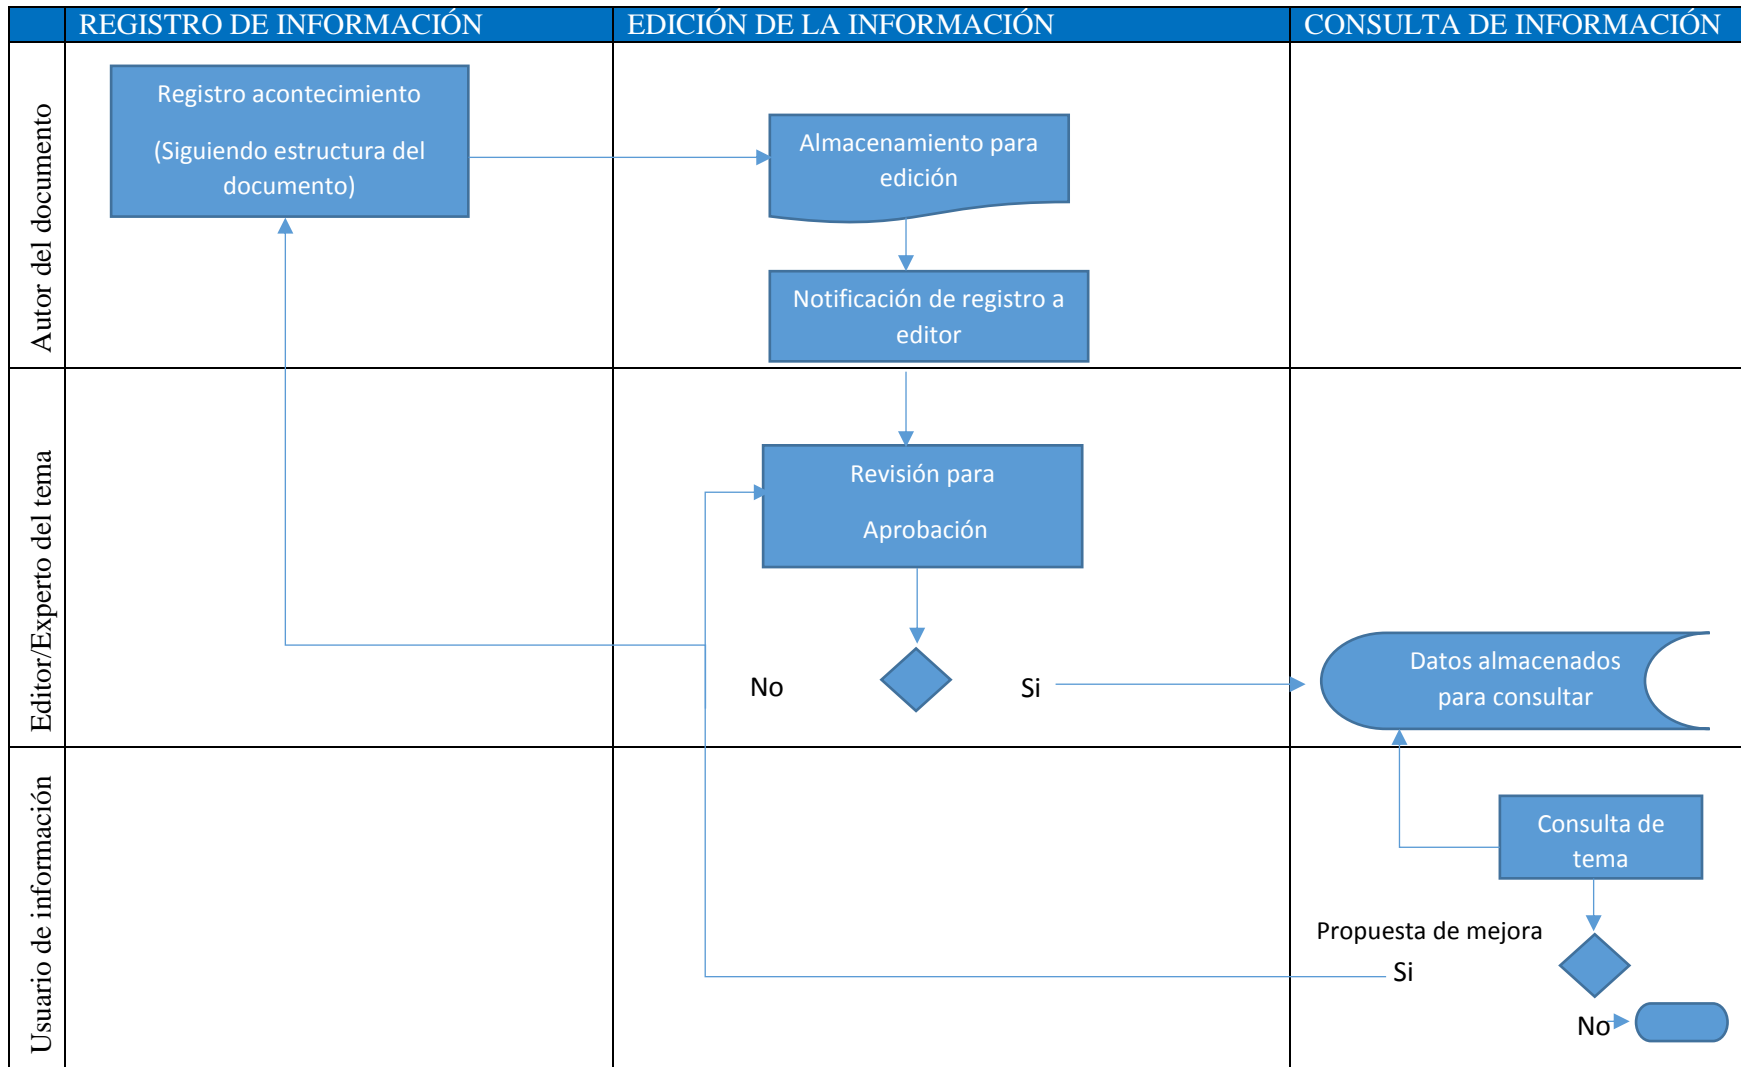 REGISTRO DE INFORMACIÓN
EDICIÓN DE LA INFORMACIÓN
CONSULTA DE INFORMACIÓN
Autor del documento
Registro acontecimiento
(Siguiendo estructura del
documento)
Almacenamiento para
edición
Notificación de registro a
editor
Editor/Experto del tema
Revisión para
Aprobación
No
Si
Datos almacenados
para consultar
Usuario de información
Consulta de
tema
Propuesta de mejora
Si
No